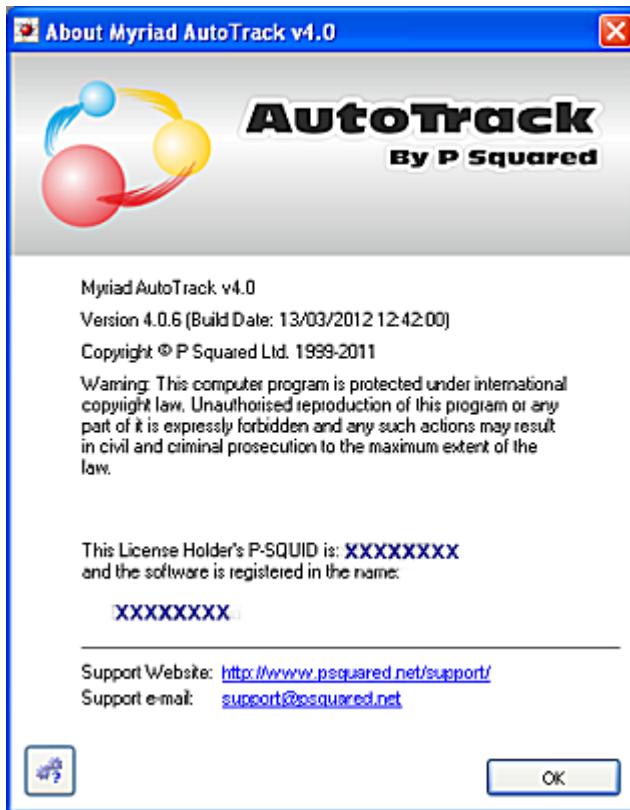 About Myriad AutoTrack v4.0
AutoTrack
By P Squared
Myriad AutoTrack v4.0
Version 4.0.6 (Build Date: 13/03/2012 12:42:00)
Copyright © P Squared Ltd. 1999-2011
Warning: This computer program is protected under international
copyright law. Unauthorised reproduction of this program or any
part of it is expressly forbidden and any such actions may result
in civil and criminal prosecution to the maximum extent of the
law.
This License Holder's P-SQUID is: XXXXXXXX
and the software is registered in the name:
XXXXXXXX
Support Website: http://www.psquared.net/support/
Support e-mail: support@psquared.net
OK